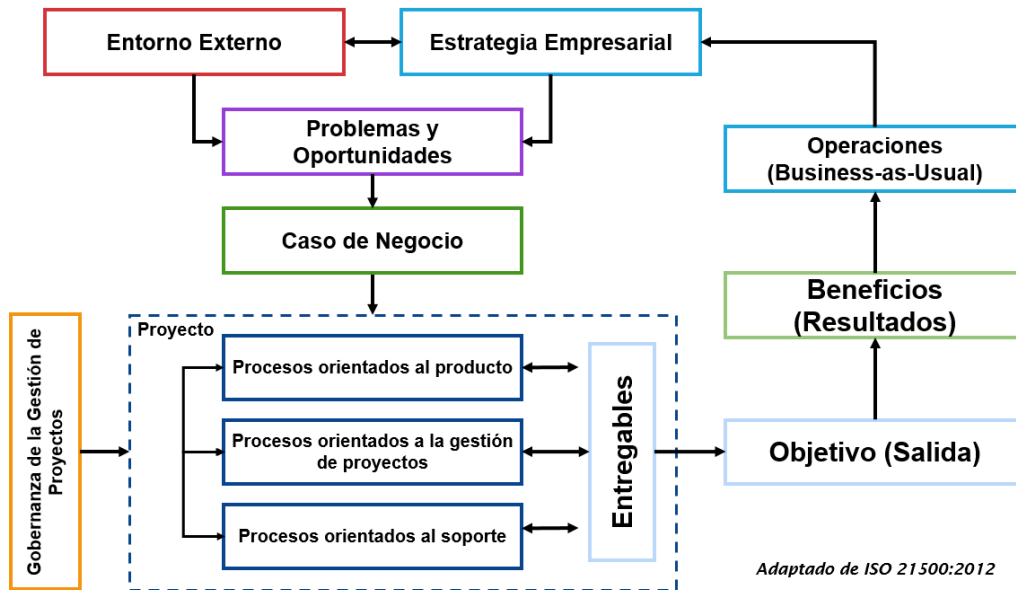 Entorno Externo
Estrategia Empresarial
Problemas y
Oportunidades
Operaciones
(Business-as-Usual)
Caso de Negocio
Beneficios
(Resultados)
Gobernanza de la Gestión de
Proyectos
Proyecto
Procesos orientados al producto
Procesos orientados a la gestión
de proyectos
Procesos orientados al soporte
Entregables
Objetivo (Salida)
Adaptado de ISO 21500:2012